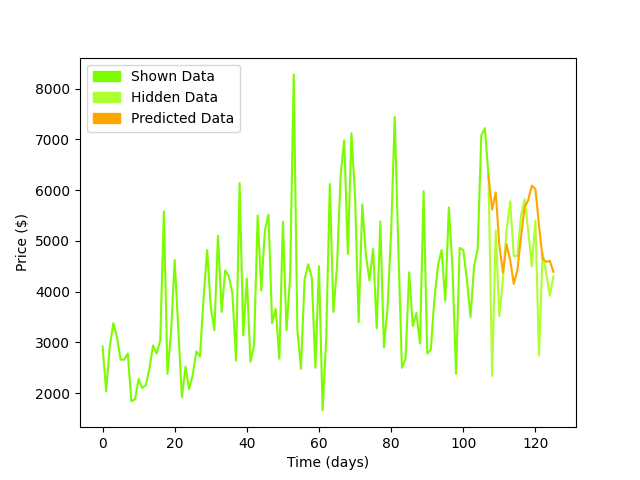 Shown Data
Hidden Data
Predicted Data
Price ($)
8000
7000
6000
5000
4000
3000
2000
0 20 40 60 80 100 120
Time (days)